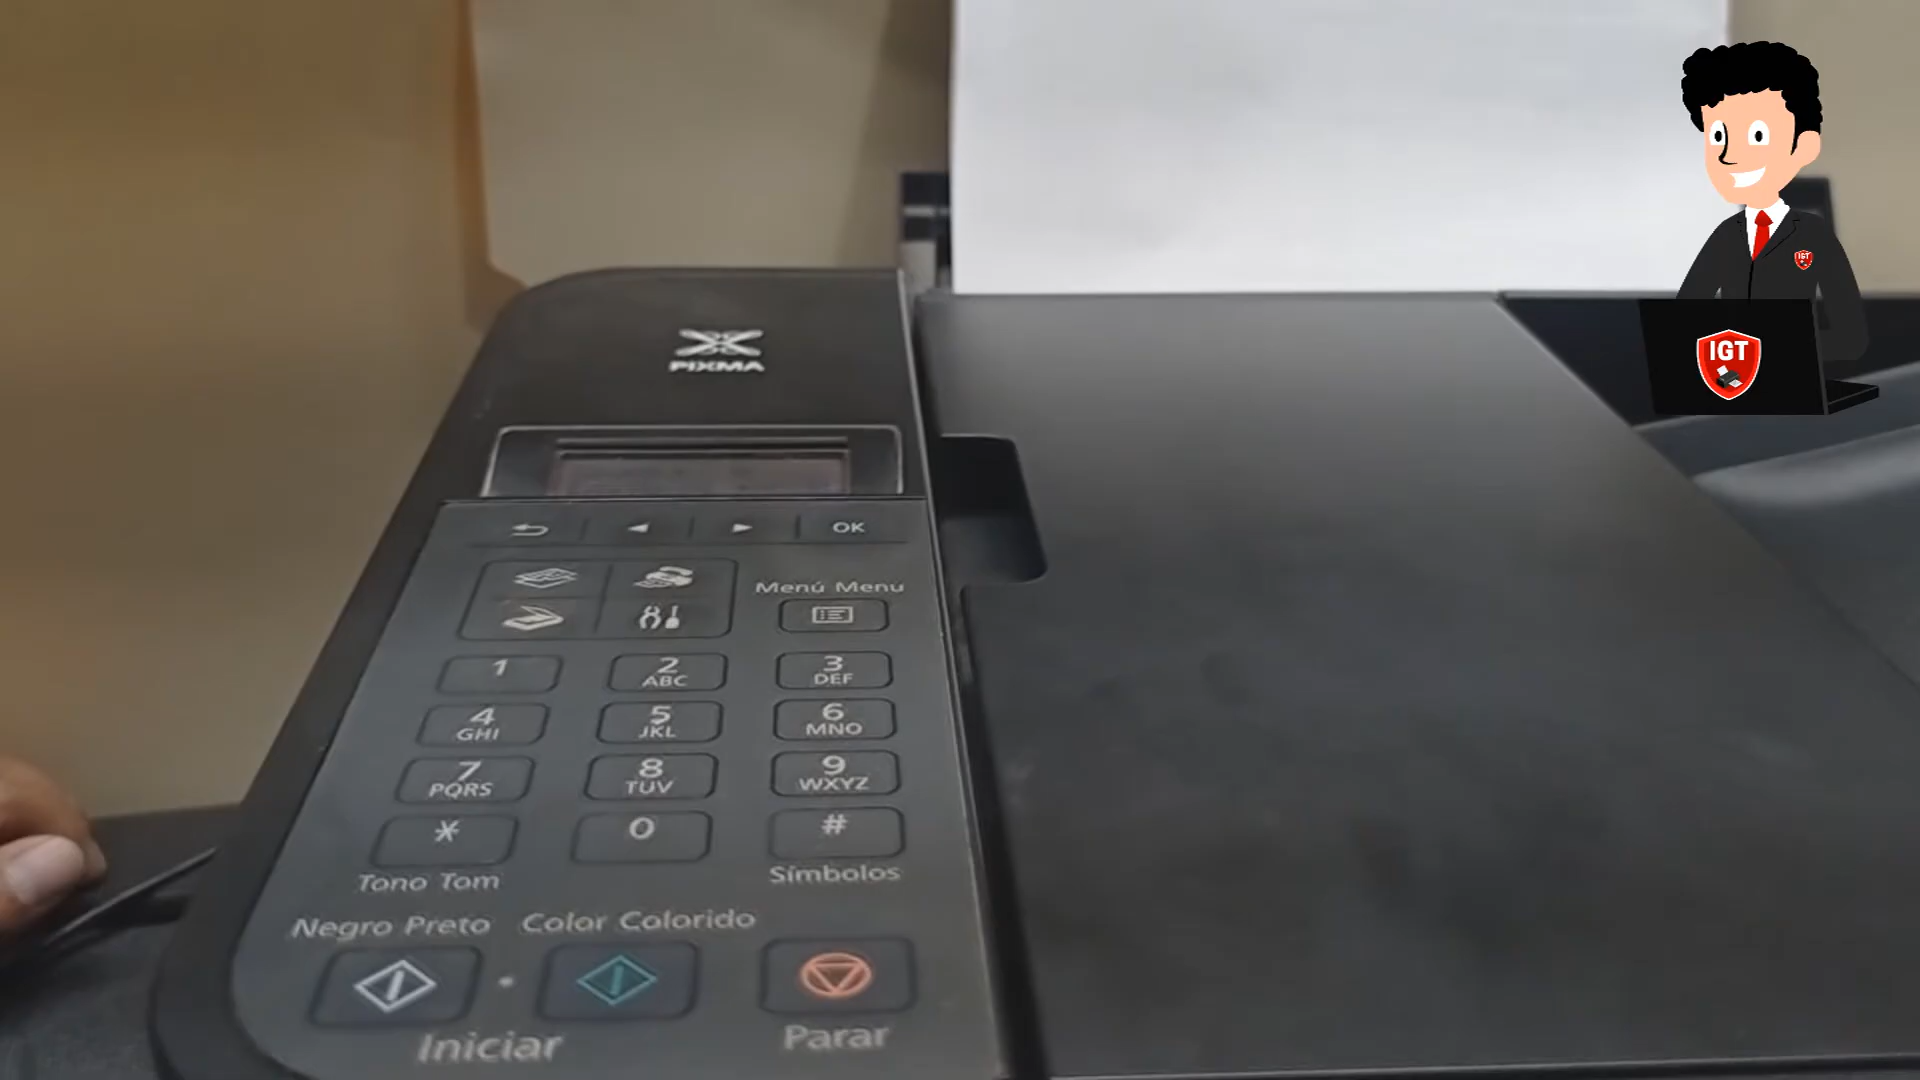 IGT
IGT
PIXMA
OK
Menú Menu
1
2
ABC
3
DEF
4
GHI
5
JKL
6
MNO
7
PQRS
8
TUV
9
WXYZ
*
0
#
Tono Tom
Símbolos
Negro Preto
Color Colorido
Iniciar
Parar